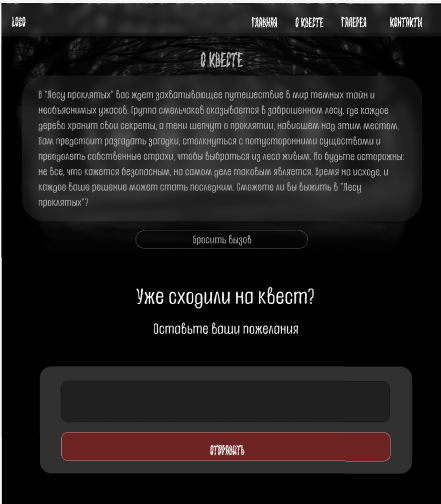 LOGO
ГЛАВНАЯ О КВЕСТЕ ГАЛЕРЕЯ КОНТАКТЫ
О КВЕСТЕ
В "Лесу проклятых" вас ждет захватывающее путешествие в мир темных тайн и
необъяснимых ужасов. Группа смельчаков оказывается в заброшенном лесу, где каждое
дерево хранит свои секреты, а тени шепчут о проклятии, нависшем над этим местом.
Вам предстоит разгадать загадки, столкнуться с потусторонними существами и
преодолеть собственные страхи, чтобы выбраться из леса живым. Но будьте осторожны:
не все, что кажется безопасным, на самом деле таковым является. Время на исходе, и
каждое ваше решение может стать последним. Сможете ли вы выжить в "Лесу
проклятых"?
бросить вызов
Уже сходили на квест?
Оставьте ваши пожелания
ОТПРАВИТЬ